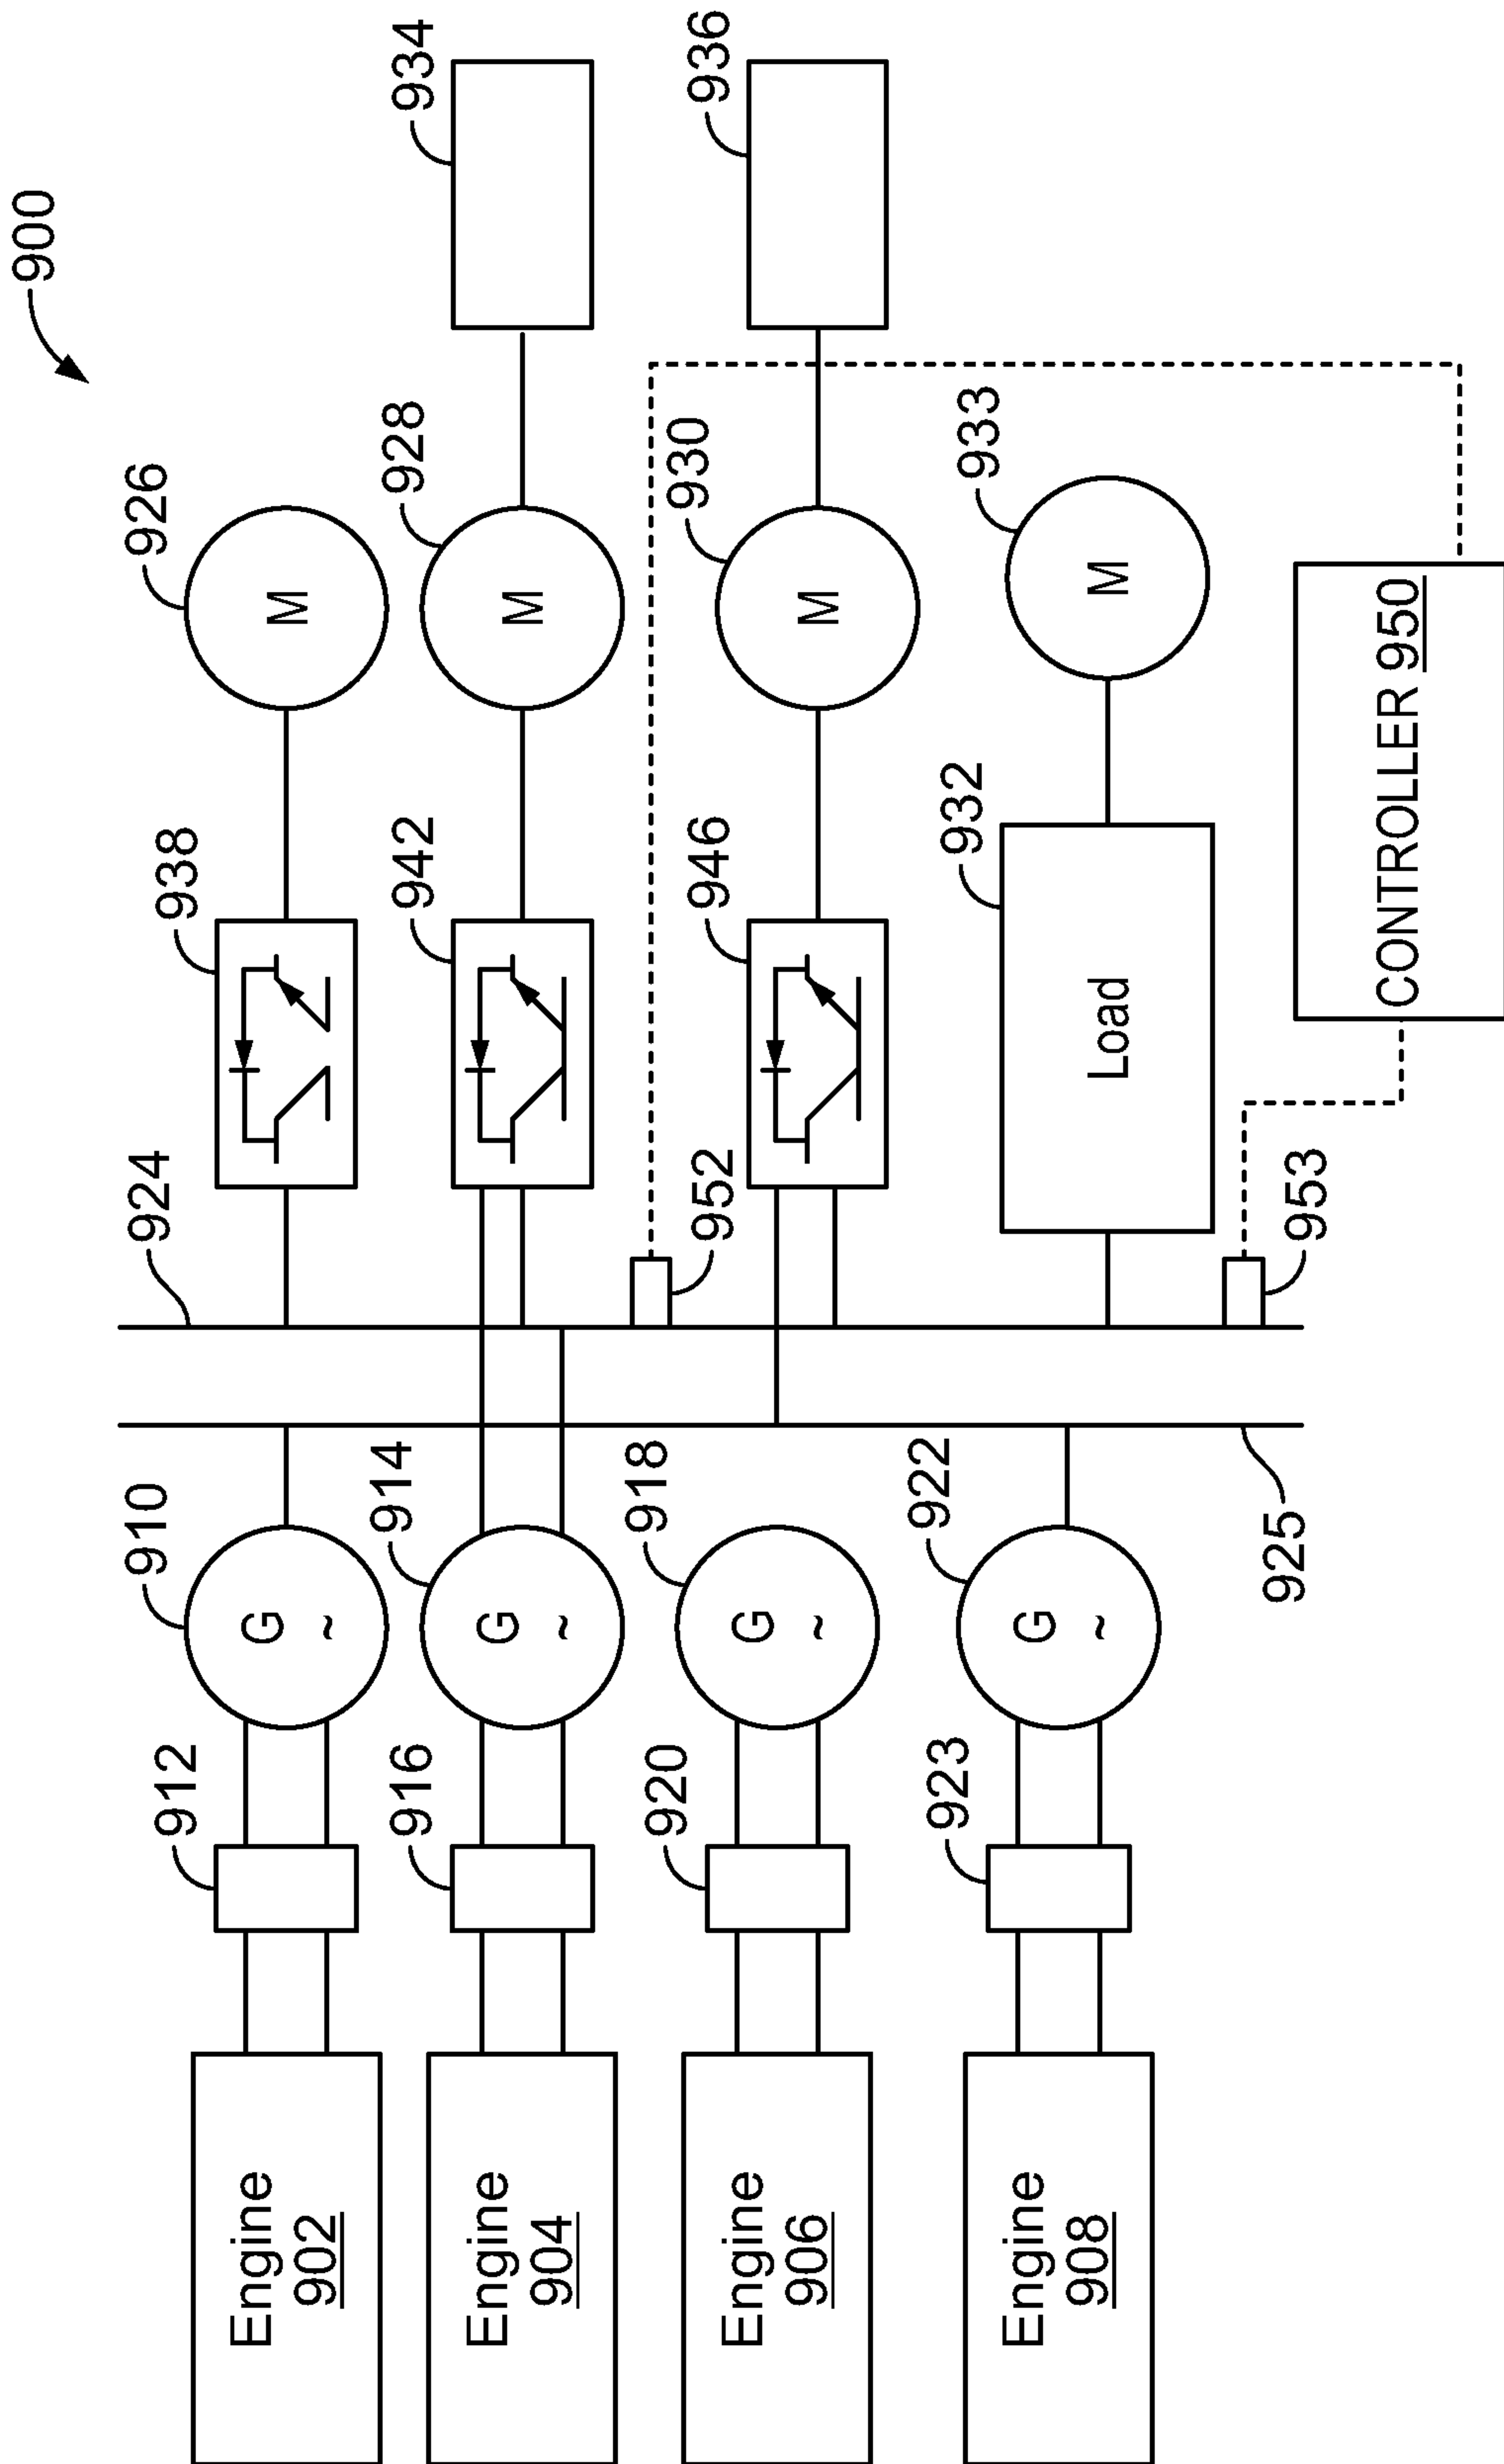 900
Engine
902
912
910
G
~
924
938
926
M
Engine
904
916
914
G
~
942
928
M
934
Engine
906
920
918
G
~
952
946
930
M
936
Engine
908
923
922
G
~
925
932
Load
933
M
953
CONTROLLER 950